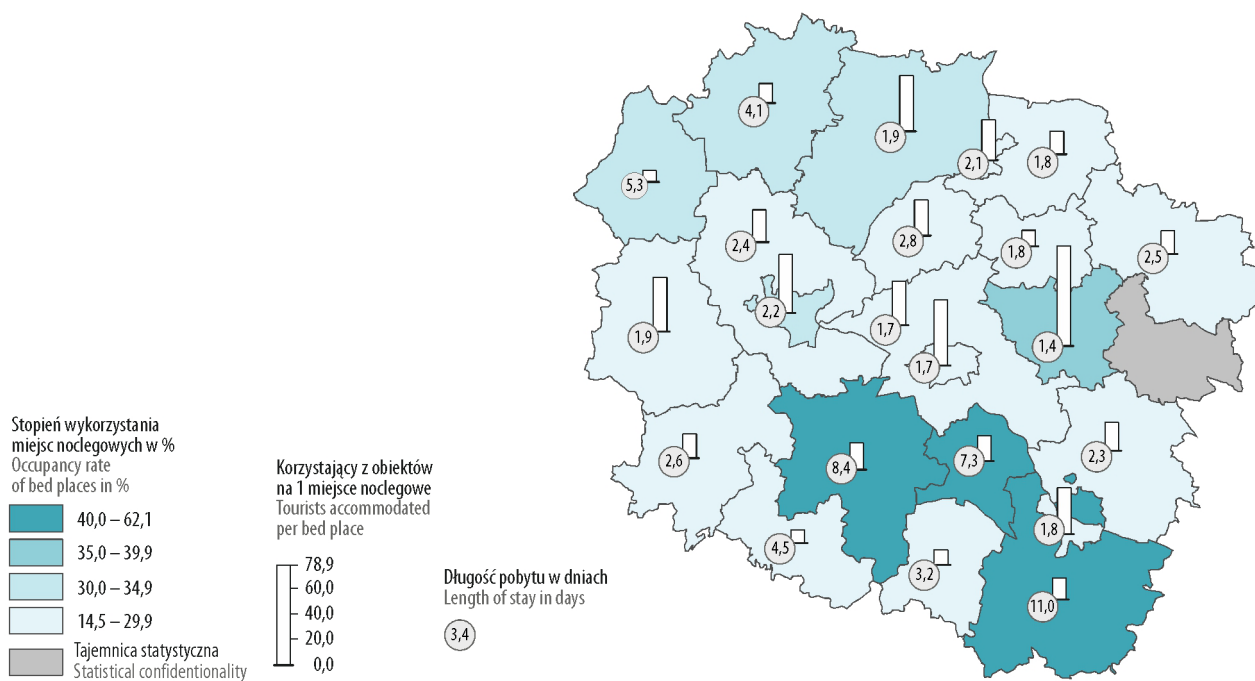 4,1
1,9
2,1
1,8
5,3
2,4
2,8
1,8
2,5
2,2
1,9
1,7
1,4
1,7
2,6
8,4
7,3
2,3
1,8
4,5
3,2
11,0
Stopień wykorzystania
miejsc noclegowych w %
Occupancy rate
of bed places in %
40,0 – 62,1
35,0 – 39,9
30,0 – 34,9
14,5 – 29,9
Tajemnica statystyczna
Statistical confidentionality
Korzystający z obiektów
na 1 miejsce noclegowe
Tourists accommodated
per bed place
78,9
60,0
40,0
20,0
0,0
Długość pobytu w dniach
Length of stay in days
3,4